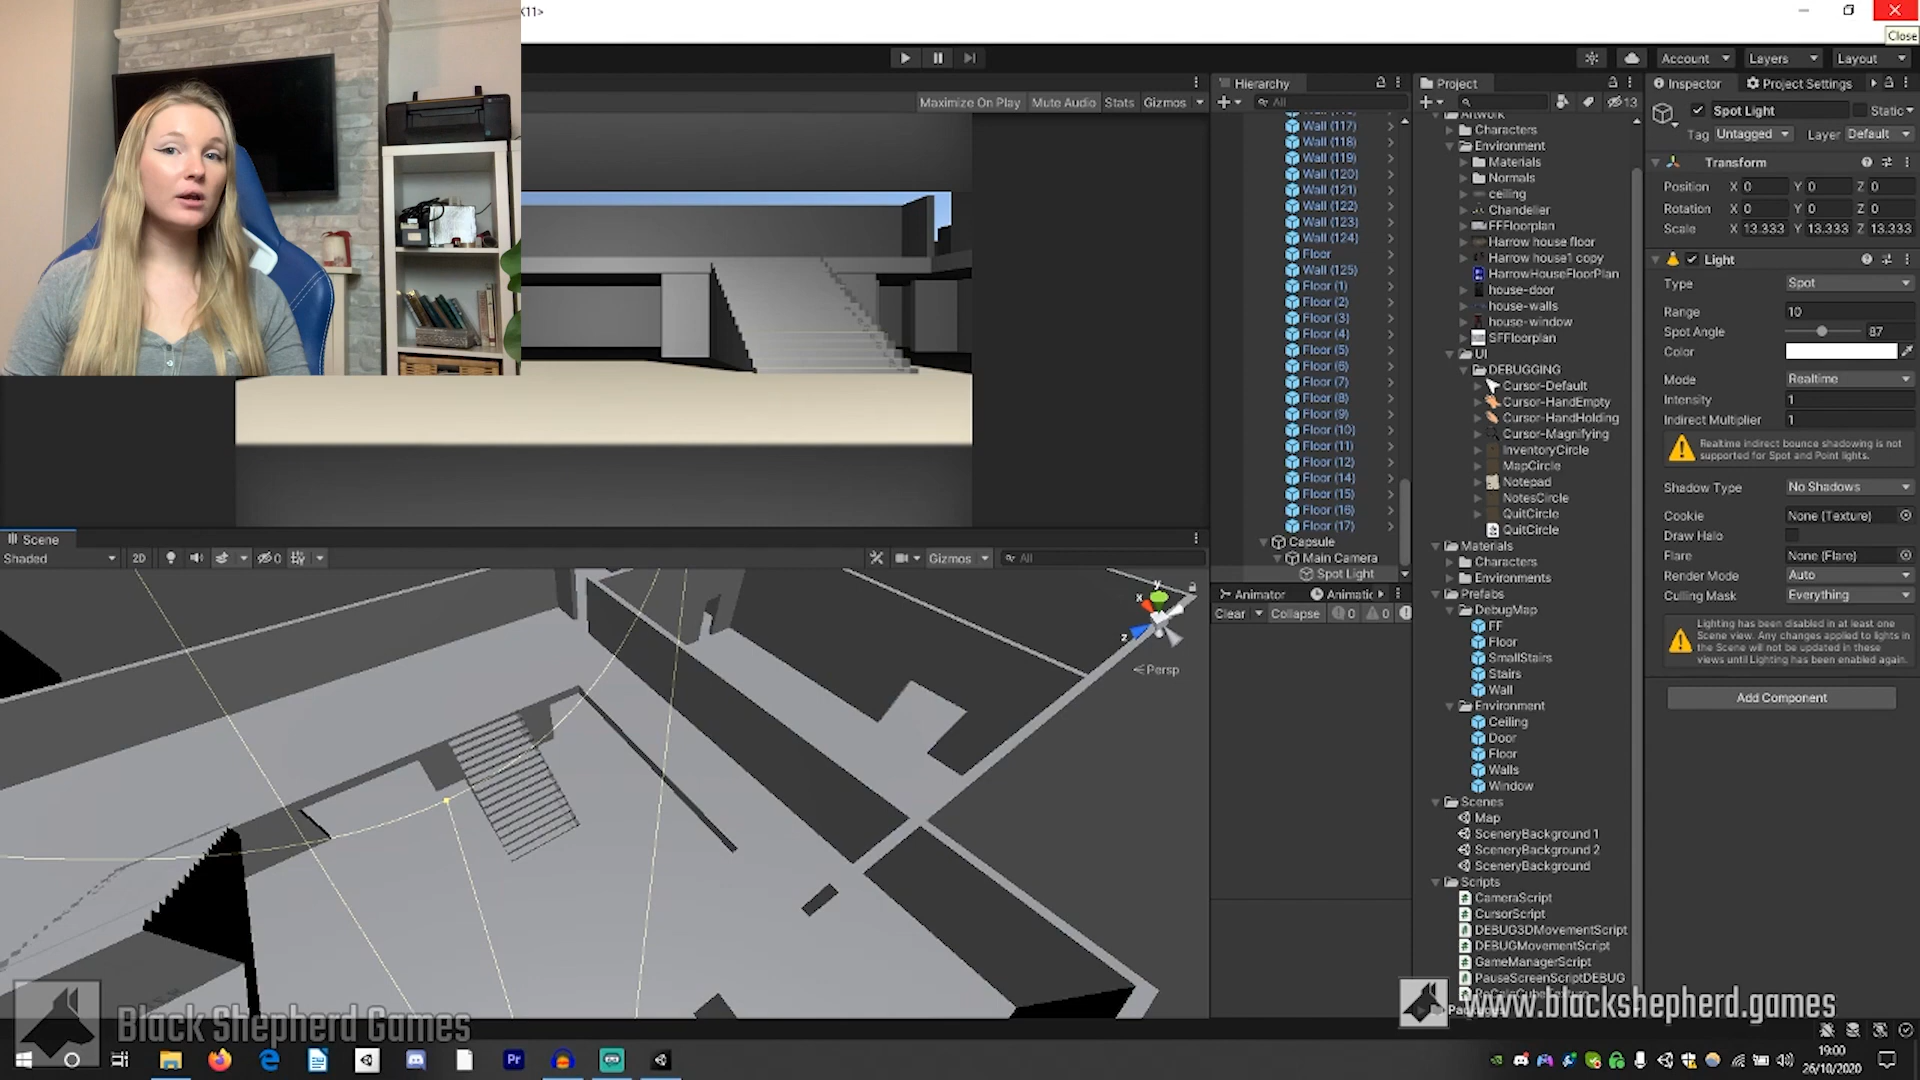 K11>
Close
Account
Layers
Layout
Maximize On Play
Mute Audio
Stats
Gizmos
Hierarchy
All
Wall (117)
Wall (118)
Wall (119)
Wall (120)
Wall (121)
Wall (122)
Wall (123)
Wall (124)
Floor
Wall (125)
Floor (1)
Floor (2)
Floor (3)
Floor (4)
Floor (5)
Floor (6)
Floor (7)
Floor (8)
Floor (9)
Floor (10)
Floor (11)
Floor (12)
Floor (14)
Floor (15)
Floor (16)
Floor (17)
Capsule
Main Camera
Spot Light
Animator
Animatic
Clear
Collapse
0
0
Project
13
Artwork
Characters
Environment
Materials
Normals
ceiling
Chandelier
FFFloorplan
Harrow house floor
Harrow house1 copy
HarrowHouseFloorPlan
house-door
house-walls
house-window
SFFloorplan
UI
DEBUGGING
Cursor-Default
Cursor-HandEmpty
Cursor-HandHolding
Cursor-Magnifying
InventoryCircle
MapCircle
Notepad
NotesCircle
QuitCircle
QuitCircle
Materials
Characters
Environments
Prefabs
DebugMap
FF
Floor
SmallStairs
Stairs
Wall
Environment
Ceiling
Door
Floor
Walls
Window
Scenes
Map
SceneryBackground 1
SceneryBackground 2
SceneryBackground
Scripts
CameraScript
CursorScript
DEBUG3DMovementScript
DEBUGMovementScript
GameManagerScript
PauseScreenScriptDEBUG
Inspector
Project Settings
Spot Light
Static
Tag Untagged
Layer Default
Transform
Position X 0 Y 0 Z 0
Rotation X 0 Y 0 Z 0
Scale X 13.333 Y 13.333 Z 13.333
Light
Type Spot
Range 10
Spot Angle 87
Color
Mode Realtime
Intensity 1
Indirect Multiplier 1
Realtime indirect bounce shadowing is not
supported for Spot and Point lights.
Shadow Type No Shadows
Cookie None (Texture)
Draw Halo
Flare None (Flare)
Render Mode Auto
Culling Mask Everything
Lighting has been disabled in at least one
Scene view. Any changes applied to lights in
the Scene will not be updated in these
views until Lighting has been enabled again.
Add Component
Scene
Shaded
2D
0
Gizmos
All
y
x
z
Persp
Black Shepherd Games
www.blackshepherd.games
Pr
19:00
26/10/2020